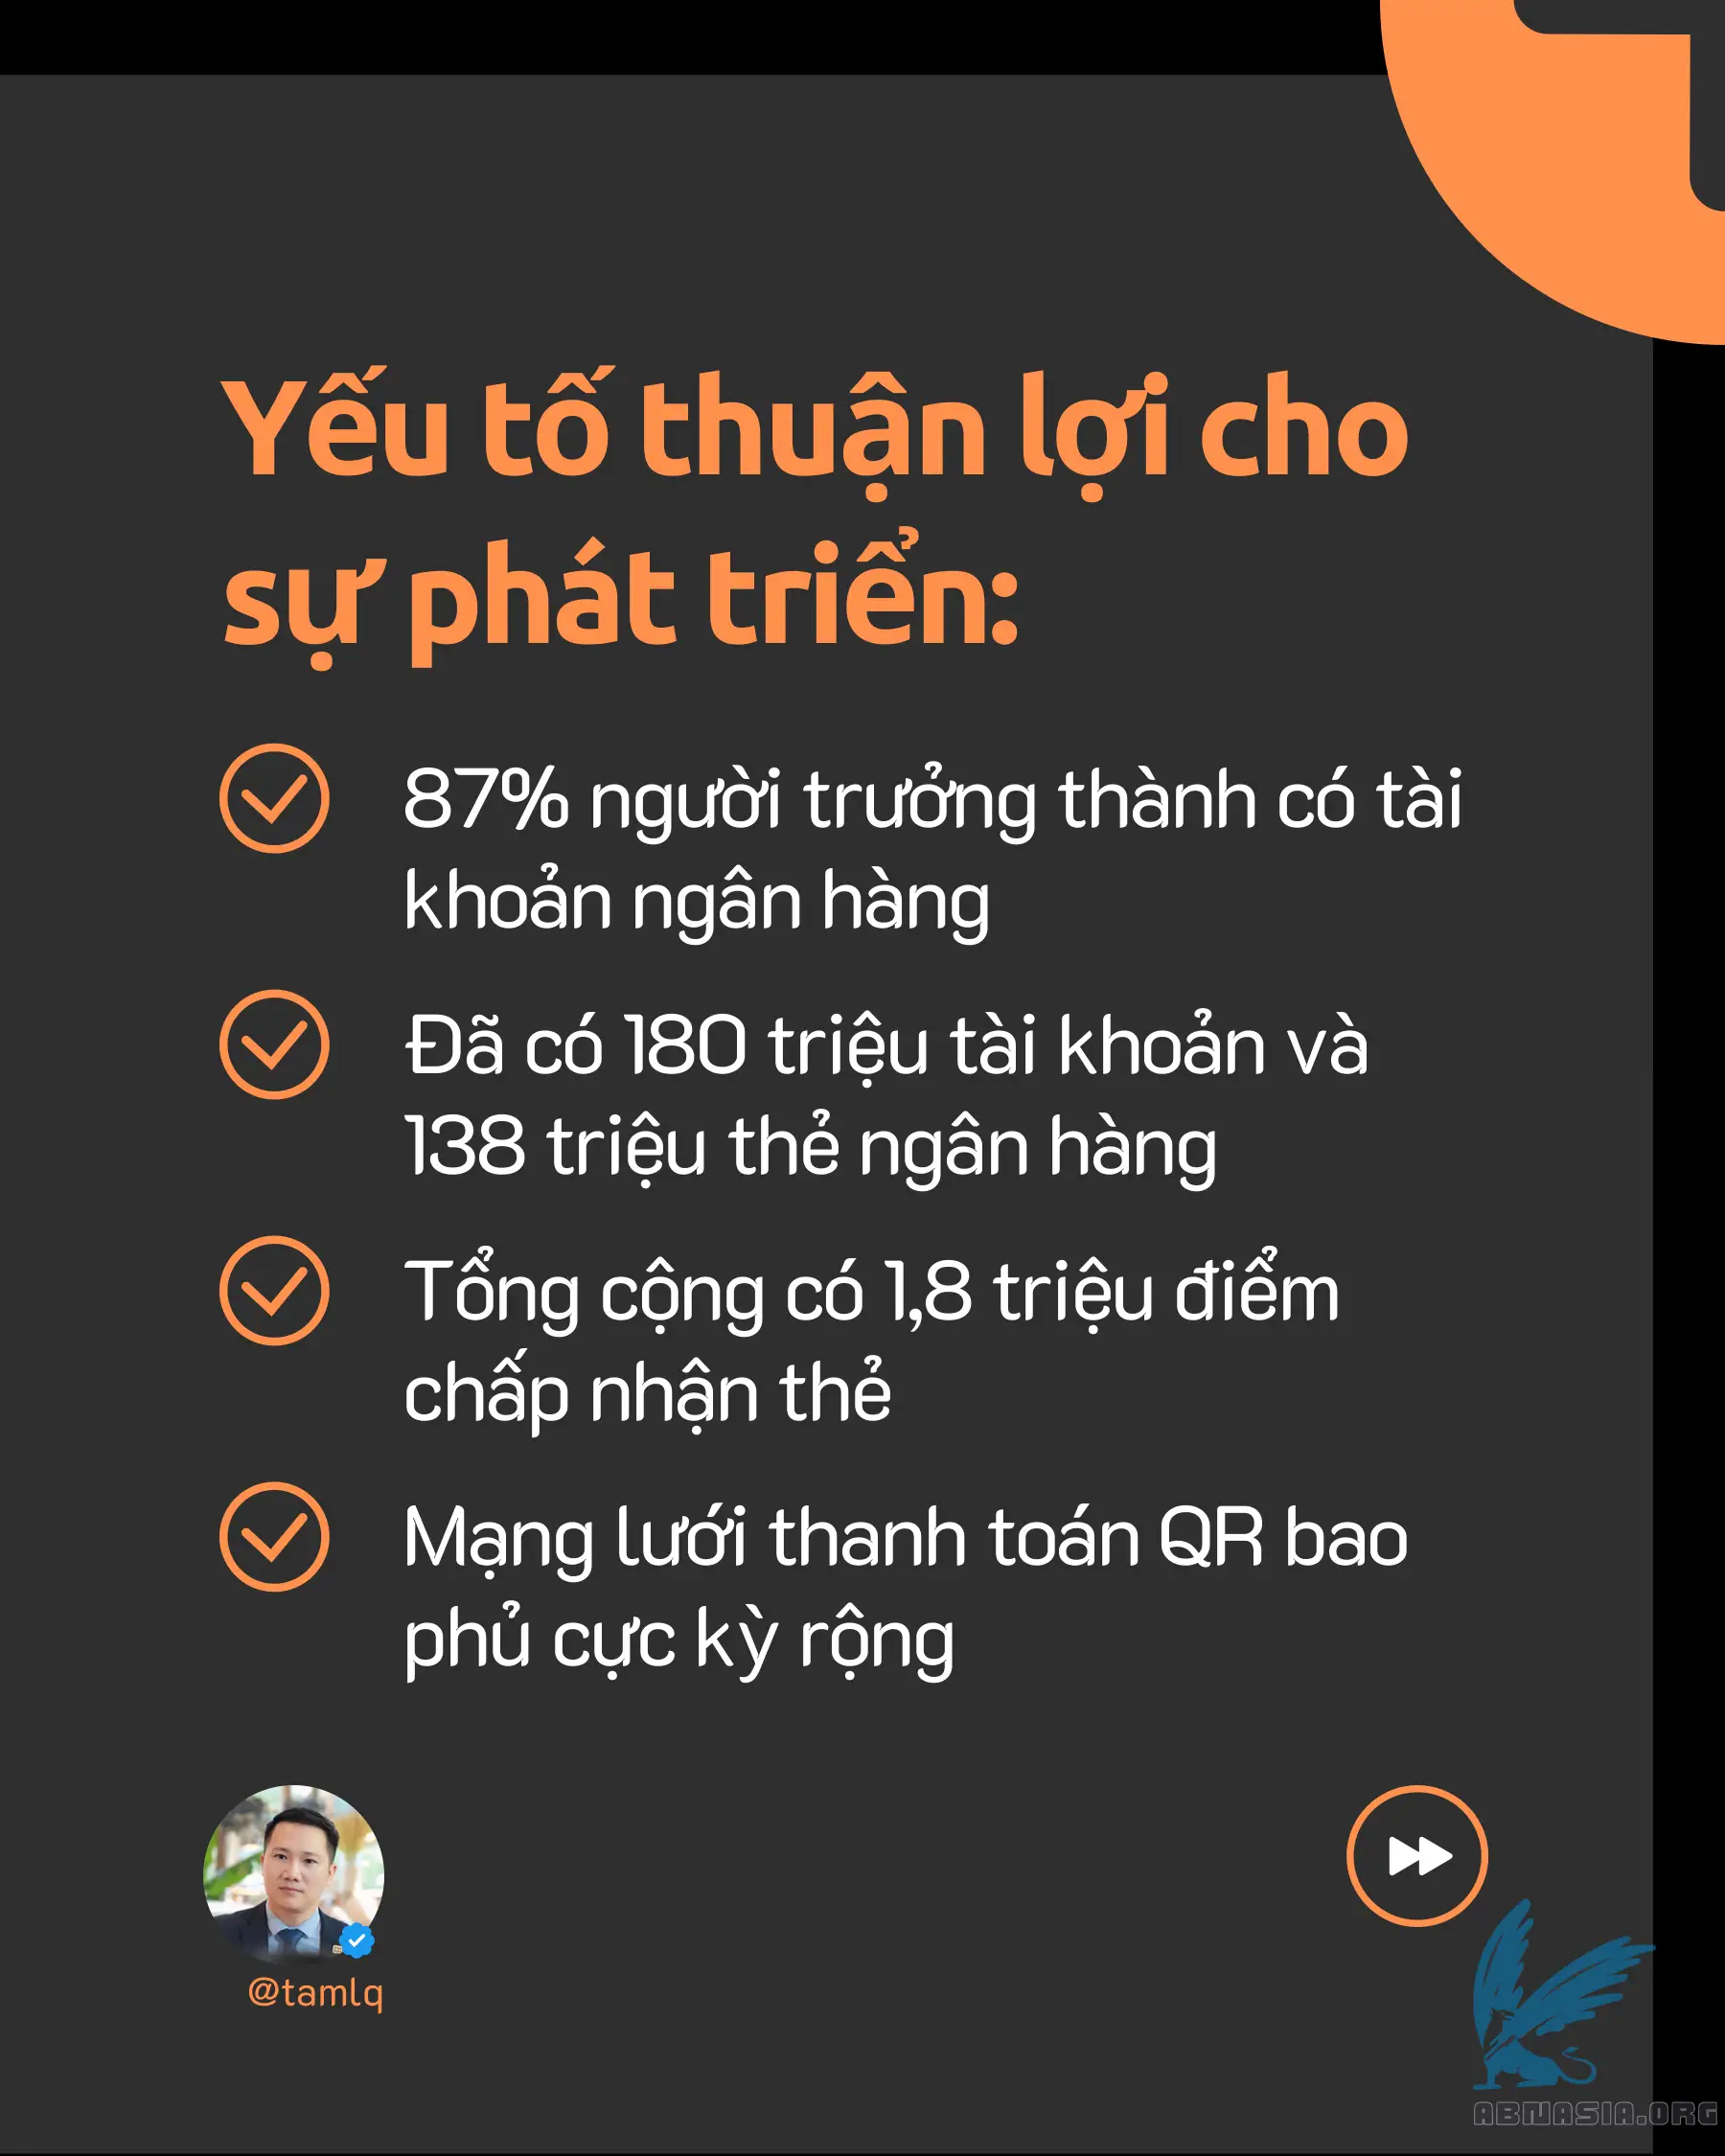 Yếu tố thuận lợi cho
sự phát triển:
87% người trưởng thành có tài
khoản ngân hàng
Đã có 180 triệu tài khoản và
138 triệu thẻ ngân hàng
Tổng cộng có 1,8 triệu điểm
chấp nhận thẻ
Mạng lưới thanh toán QR bao
phủ cực kỳ rộng
@tamlq
ABNASIA.ORG